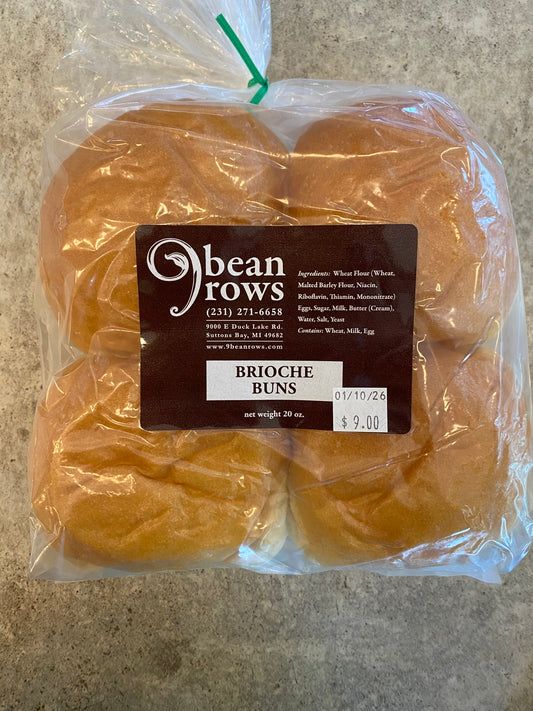 9 bean
rows
(231) 271-6658
9000 E Duck Lake Rd.
Suttons Bay, MI 49682
www.9beanrows.com
Ingredients: Wheat Flour (Wheat,
Malted Barley Flour, Niacin,
Riboflavin, Thiamin, Mononitrate)
Eggs, Sugar, Milk, Butter (Cream),
Water, Salt, Yeast
Contains: Wheat, Milk, Egg
BRIOCHE
BUNS
net weight 20 oz.
01/10/26
$ 9.00